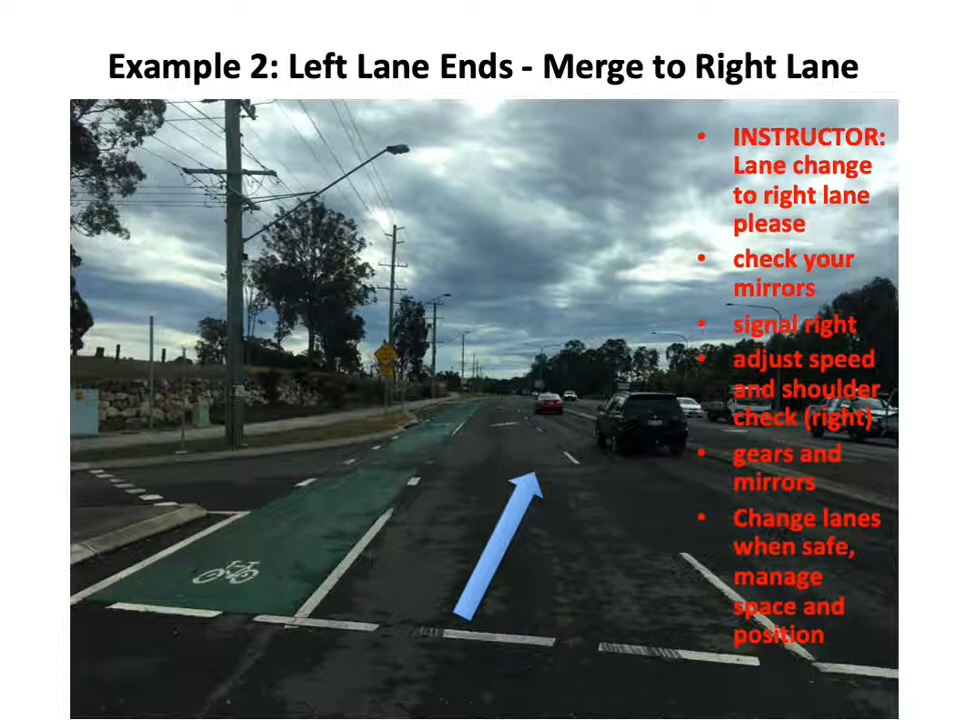 Example 2: Left Lane Ends - Merge to Right Lane
• INSTRUCTOR:
Lane change
to right lane
please
• check your
mirrors
• signal right
• adjust speed
and shoulder
check (right)
• gears and
mirrors
• Change lanes
when safe,
manage
space and
position